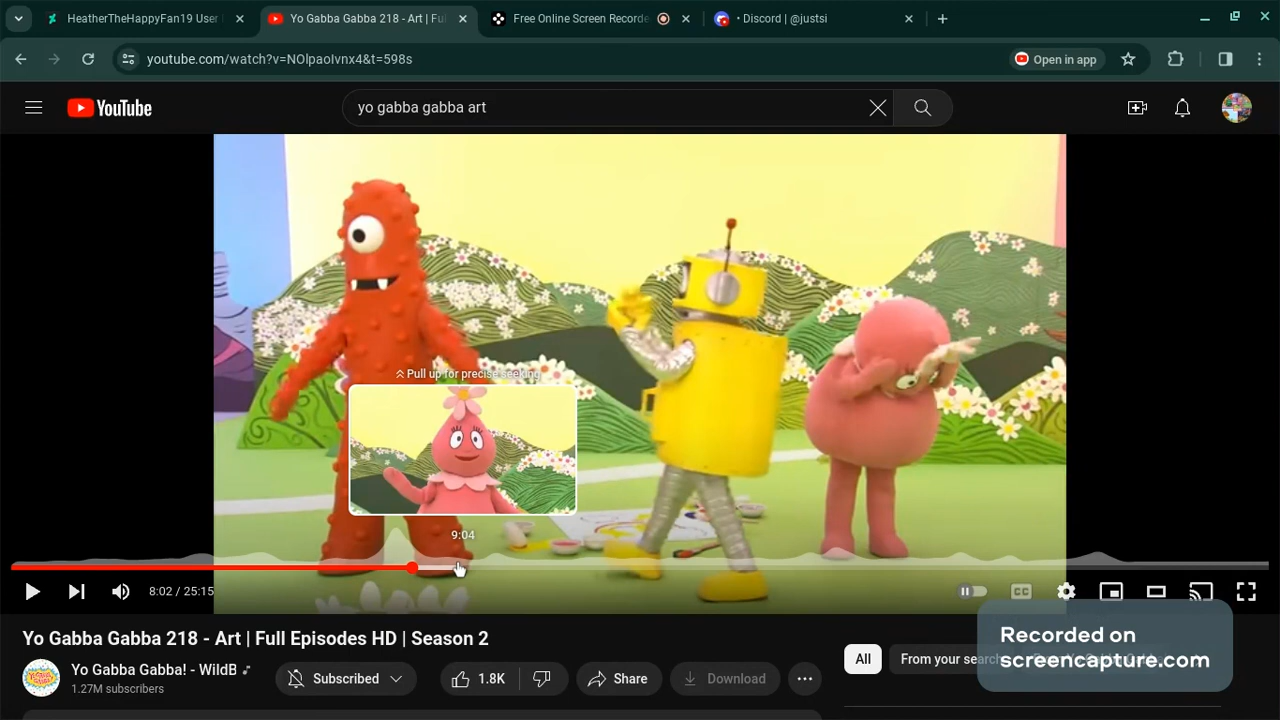 HeatherTheHappyFan19 User
Yo Gabba Gabba 218 - Art | Ful
Free Online Screen Recorde
• Discord | @justsi
youtube.com/watch?v=NOlpaoIvnx4&t=598s
Open in app
YouTube
yo gabba gabba art
Pull up for precise seeking
9:04
8:02 / 25:15
CC
Yo Gabba Gabba 218 - Art | Full Episodes HD | Season 2
Yo Gabba Gabba! - WildB
1.27M subscribers
Subscribed
1.8K
Share
Download
All
From your search
Recorded on
screencapture.com